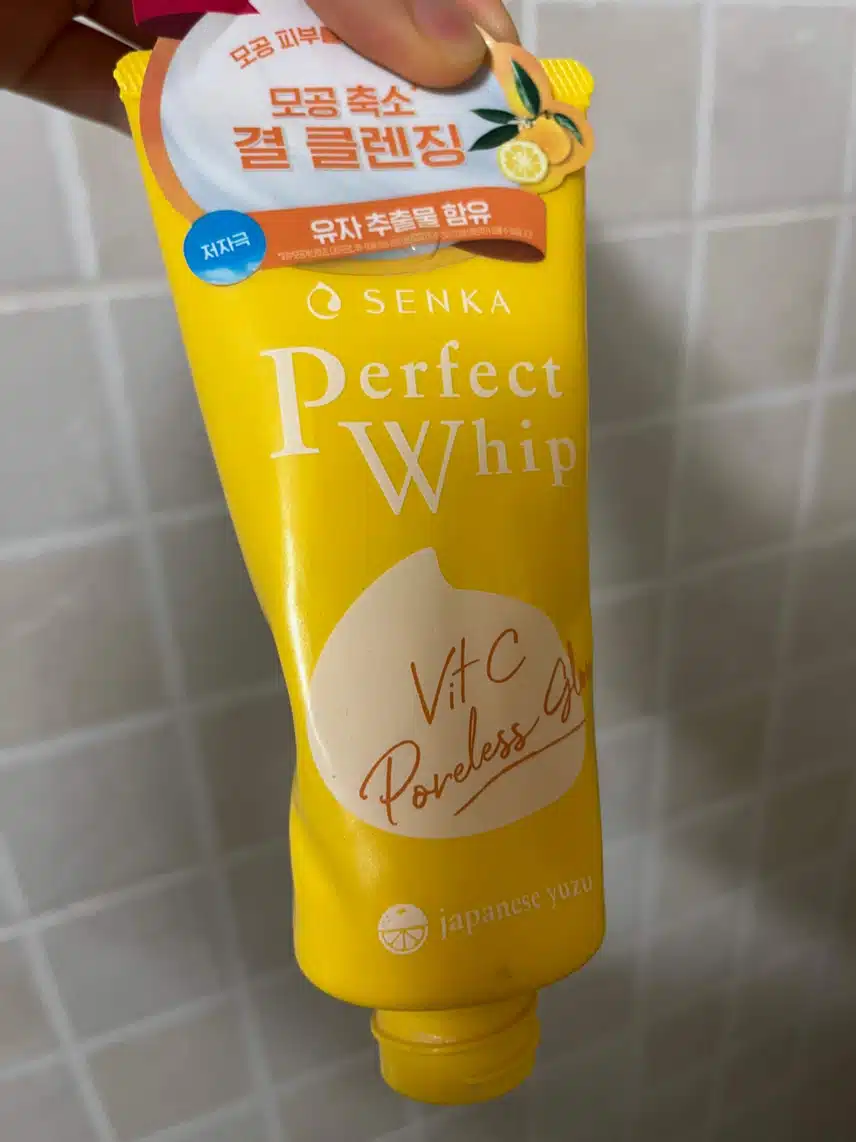 모공 피부
모공 축소
결 클렌징
유자 추출물 함유
저자극
SENKA
Perfect
Whip
Vit C
Poreless
japanese yuzu